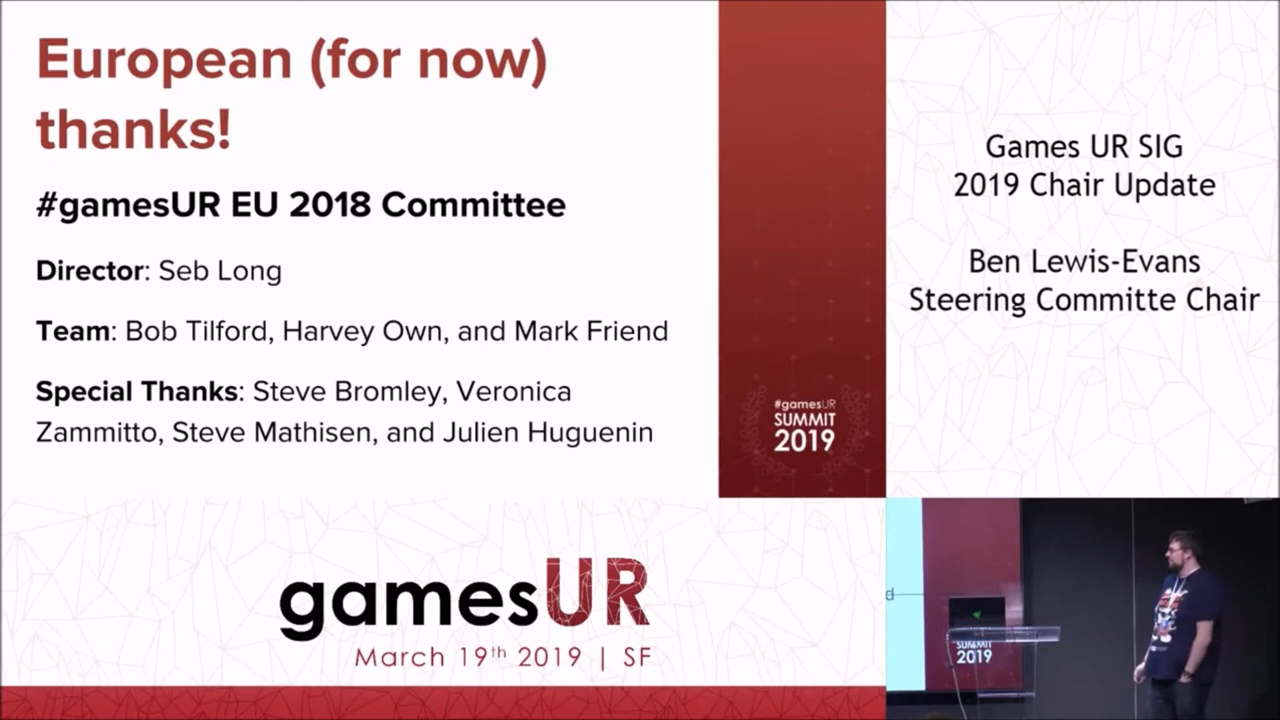 European (for now)
thanks!
#gamesUR EU 2018 Committee
Director: Seb Long
Team: Bob Tilford, Harvey Own, and Mark Friend
Special Thanks: Steve Bromley, Veronica
Zammitto, Steve Mathisen, and Julien Huguenin
#gamesUR
SUMMIT
2019
Games UR SIG
2019 Chair Update
Ben Lewis-Evans
Steering Committe Chair
gamesUR
March 19th 2019 | SF
d
SUMMIT
2019